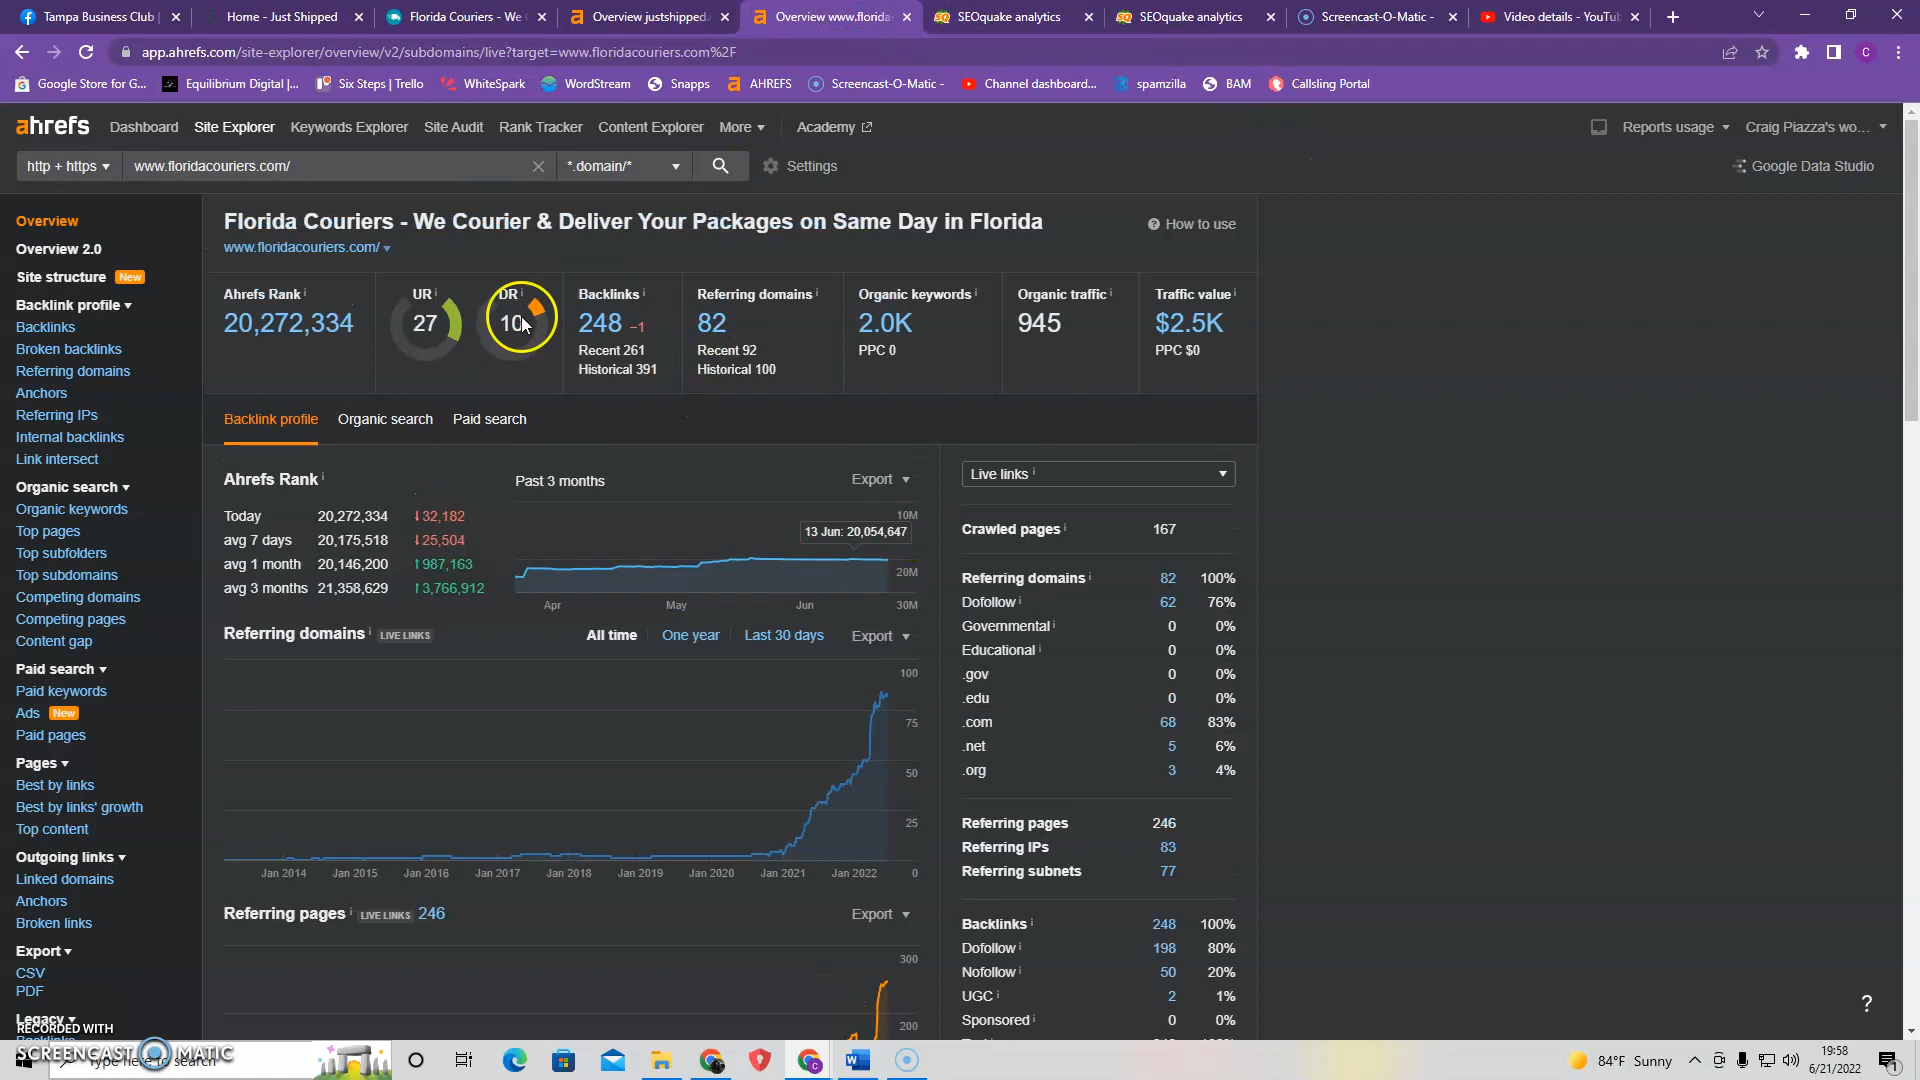 Tampa Business Club |
Home - Just Shipped
Florida Couriers - We C
Overview justshipped.
Overview www.florida
SEOquake analytics
SEOquake analytics
Screencast-O-Matic -
Video details - YouTu
app.ahrefs.com/site-explorer/overview/v2/subdomains/live?target=www.floridacouriers.com%2F
C
Google Store for G...
Equilibrium Digital |...
Six Steps | Trello
WhiteSpark
WordStream
Snapps
AHREFS
Screencast-O-Matic -
Channel dashboard...
spamzilla
BAM
Callsling Portal
ahrefs
Dashboard
Site Explorer
Keywords Explorer
Site Audit
Rank Tracker
Content Explorer
More
Academy
Reports usage
Craig Piazza's wo...
http + https
www.floridacouriers.com/
*.domain/*
Settings
Google Data Studio
Overview
Overview 2.0
Site structure New
Backlink profile
Backlinks
Broken backlinks
Referring domains
Anchors
Referring IPs
Internal backlinks
Link intersect
Organic search
Organic keywords
Top pages
Top subfolders
Top subdomains
Competing domains
Competing pages
Content gap
Paid search
Paid keywords
Ads New
Paid pages
Pages
Best by links
Best by links' growth
Top content
Outgoing links
Linked domains
Anchors
Broken links
Export
CSV
PDF
Legacy
Florida Couriers - We Courier & Deliver Your Packages on Same Day in Florida
How to use
www.floridacouriers.com/
Ahrefs Rank
20,272,334
UR
27
DR
10
Backlinks
248 -1
Recent 261
Historical 391
Referring domains
82
Recent 92
Historical 100
Organic keywords
2.0K
PPC 0
Organic traffic
945
Traffic value
$2.5K
PPC $0
Backlink profile
Organic search
Paid search
Ahrefs Rank
Past 3 months
Export
Today 20,272,334 ↓32,182
avg 7 days 20,175,518 ↓25,504
avg 1 month 20,146,200 ↑987,163
avg 3 months 21,358,629 ↑3,766,912
13 Jun: 20,054,647
10M
20M
30M
Apr May Jun
Referring domains LIVE LINKS
All time One year Last 30 days Export
100
75
50
25
0
Jan 2014 Jan 2015 Jan 2016 Jan 2017 Jan 2018 Jan 2019 Jan 2020 Jan 2021 Jan 2022
Referring pages LIVE LINKS 246
Export
300
200
Live links
Crawled pages 167
Referring domains 82 100%
Dofollow 62 76%
Governmental 0 0%
Educational 0 0%
.gov 0 0%
.edu 0 0%
.com 68 83%
.net 5 6%
.org 3 4%
Referring pages 246
Referring IPs 83
Referring subnets 77
Backlinks 248 100%
Dofollow 198 80%
Nofollow 50 20%
UGC 2 1%
Sponsored 0 0%
?
RECORDED WITH
SCREENCAST MATIC
Type here to search
84°F Sunny
19:58
6/21/2022
1